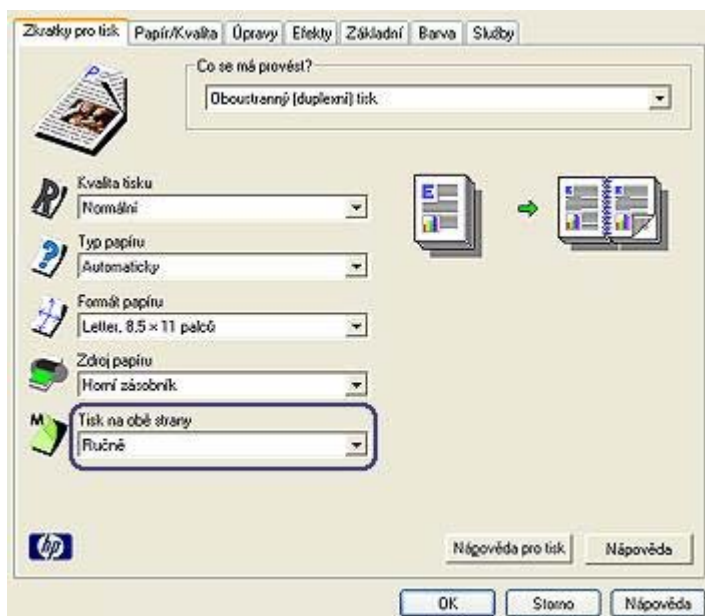 Zkratky pro tisk Papír/Kvalita Úpravy Efekty Základní Barva Služby
Co se má provést?
Oboustranný (duplexní) tisk
Kvalita tisku
Normální
Typ papíru
Automaticky
Formát papíru
Letter, 8.5 × 11 palců
Zdroj papíru
Horní zásobník
Tisk na obě strany
Ručně
hp
Nápověda pro tisk Nápověda
OK Storno Nápověda